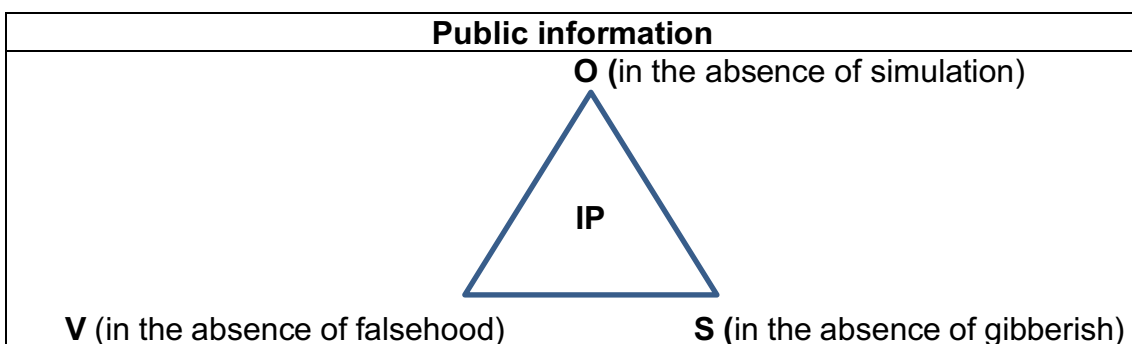 Public information
O (in the absence of simulation)
IP
V (in the absence of falsehood) S (in the absence of gibberish)